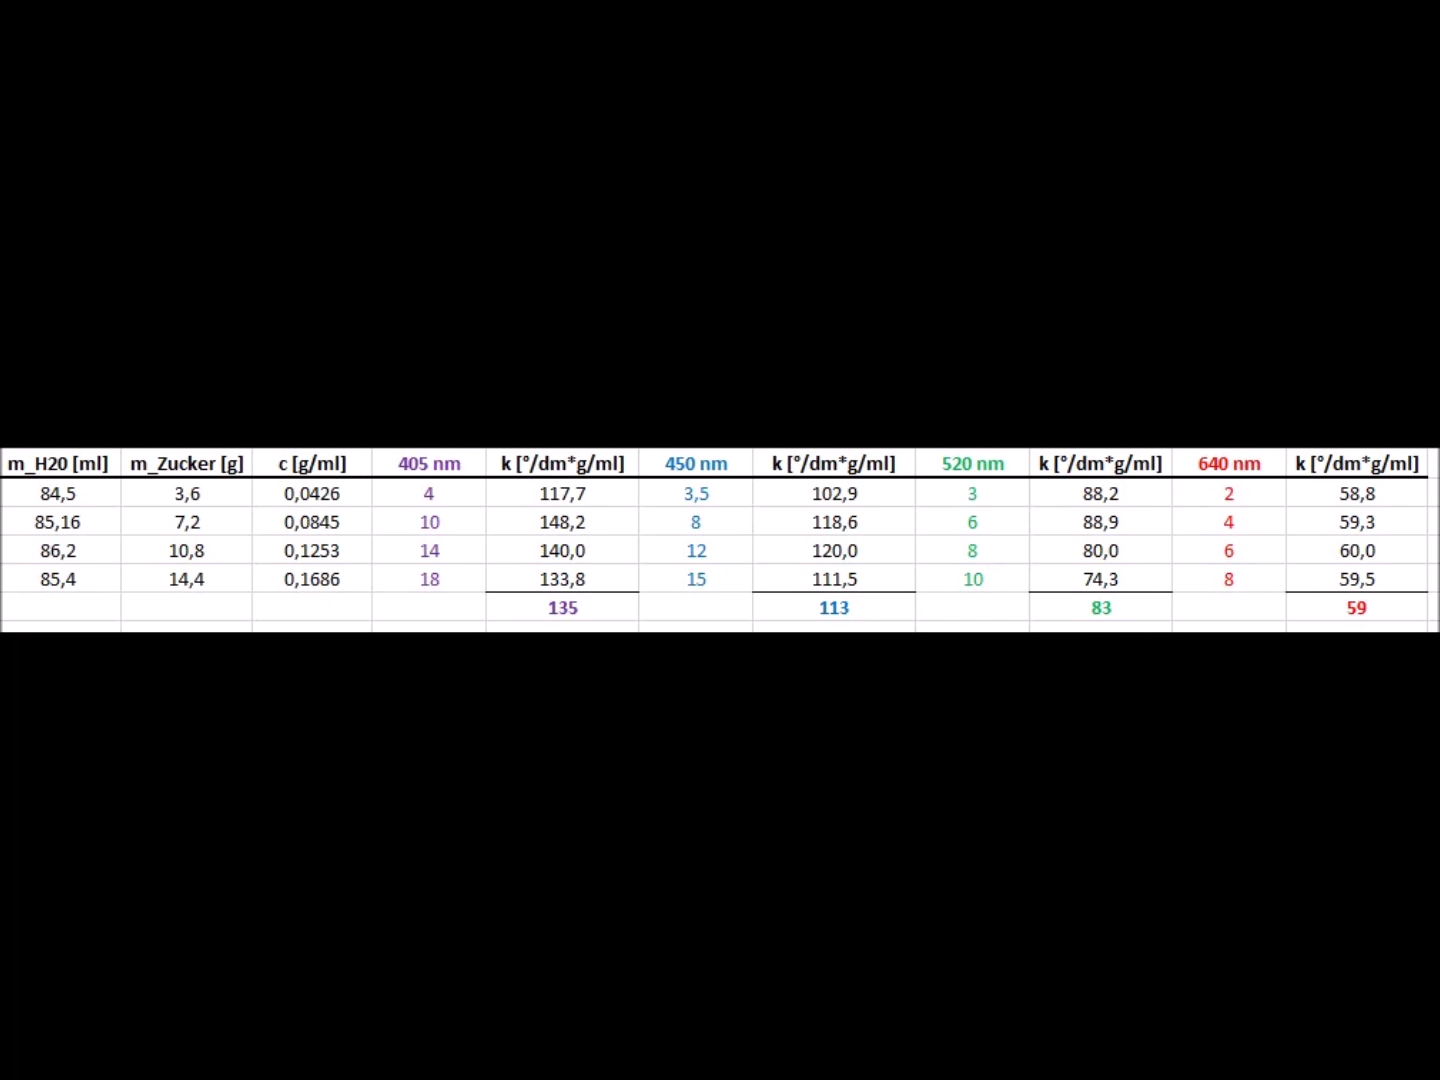 m_H20 [ml] m_Zucker [g] c [g/ml] 405 nm k [°/dm*g/ml] 450 nm k [°/dm*g/ml] 520 nm k [°/dm*g/ml] 640 nm k [°/dm*g/ml]
84,5 3,6 0,0426 4 117,7 3,5 102,9 3 88,2 2 58,8
85,16 7,2 0,0845 10 148,2 8 118,6 6 88,9 4 59,3
86,2 10,8 0,1253 14 140,0 12 120,0 8 80,0 6 60,0
85,4 14,4 0,1686 18 133,8 15 111,5 10 74,3 8 59,5
135 113 83 59